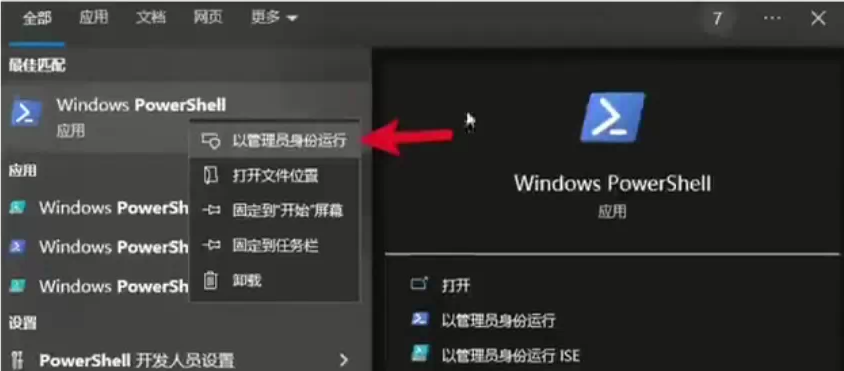 全部 应用 文档 网页 更多 7
最佳匹配
Windows PowerShell
应用
以管理员身份运行
打开文件位置
固定到"开始"屏幕
固定到任务栏
卸载
应用
Windows PowerSh
Windows PowerSh
Windows PowerSh
设置
PowerShell 开发人员设置
Windows PowerShell
应用
打开
以管理员身份运行
以管理员身份运行 ISE